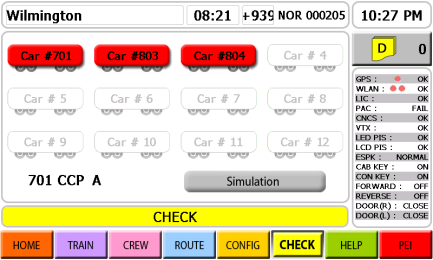 Wilmington 08:21 +939 NOR 000205 10:27 PM
D 0
Car #701 Car #803 Car #804 Car # 4
Car # 5 Car # 6 Car # 7 Car # 8
Car # 9 Car # 10 Car # 11 Car # 12
701 CCP A Simulation
CHECK
GPS : OK
WLAN : OK
LIC : OK
PAC : FAIL
CNCS : OK
VTX : OK
LED PIS : OK
LCD PIS : OK
ESPK : NORMAL
CAB KEY : ON
CON KEY : ON
FORWARD : OFF
REVERSE : OFF
DOOR(R) : CLOSE
DOOR(L) : CLOSE
HOME TRAIN CREW ROUTE CONFIG CHECK HELP PEI